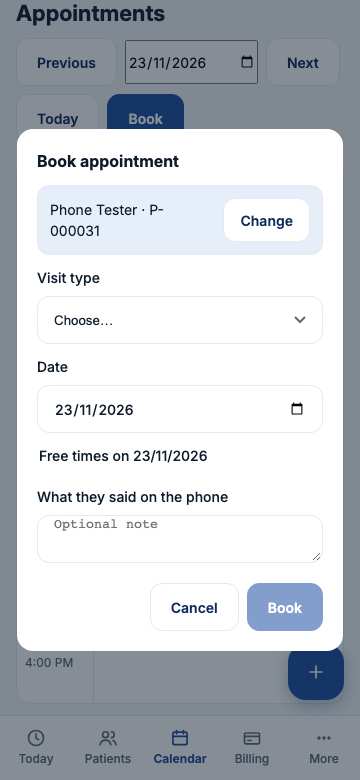 Appointments
Previous
23/11/2026
Next
Today
Book
Book appointment
Phone Tester · P-
000031
Change
Visit type
Choose...
Date
23/11/2026
Free times on 23/11/2026
What they said on the phone
Optional note
Cancel
Book
4:00 PM
+
Today
Patients
Calendar
Billing
More